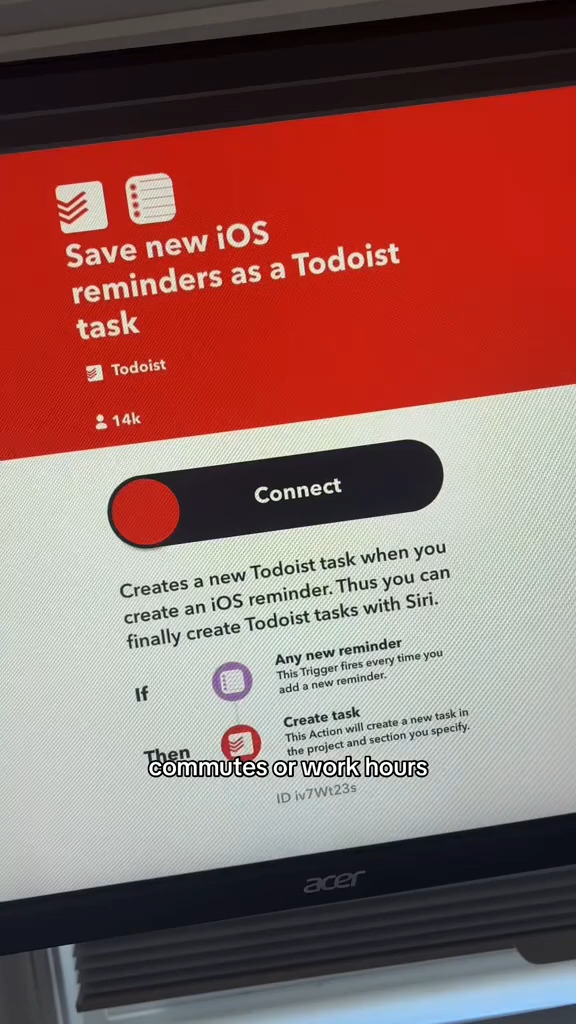 Save new iOS
reminders as a Todoist
task
Todoist
14k
Connect
Creates a new Todoist task when you
create an iOS reminder. Thus you can
finally create Todoist tasks with Siri.
If
Any new reminder
This Trigger fires every time you
add a new reminder.
Then
Create task
This Action will create a new task in
the project and section you specify.
commutes or work hours
ID iv7Wt23s
acer